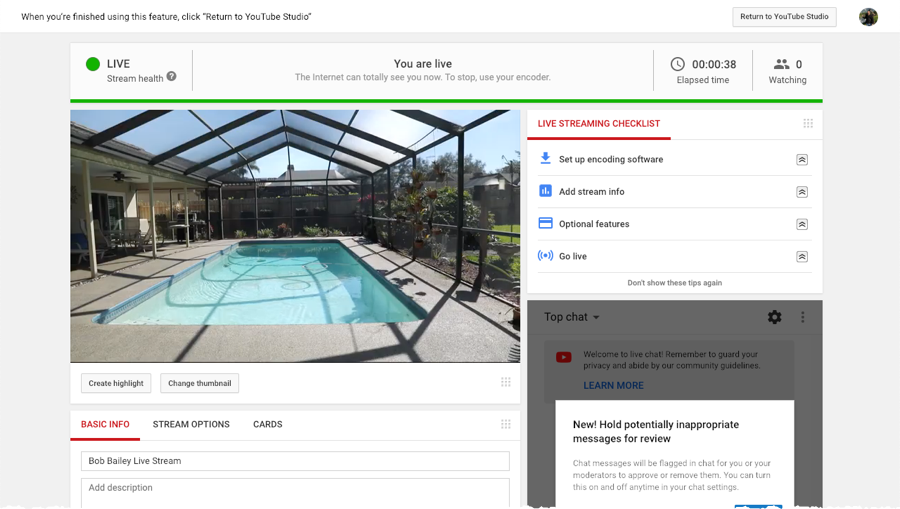 When you’re finished using this feature, click “Return to YouTube Studio”
Return to YouTube Studio
LIVE
Stream health ?
You are live
The Internet can totally see you now. To stop, use your encoder.
00:00:38
Elapsed time
0
Watching
LIVE STREAMING CHECKLIST
Set up encoding software
Add stream info
Optional features
Go live
Don't show these tips again
Create highlight
Change thumbnail
Top chat
Welcome to live chat! Remember to guard your
privacy and abide by our community guidelines.
LEARN MORE
New! Hold potentially inappropriate
messages for review
Chat messages will be flagged in chat for you or your
moderators to approve or remove them. You can turn
this on and off anytime in your chat settings.
BASIC INFO
STREAM OPTIONS
CARDS
Bob Bailey Live Stream
Add description